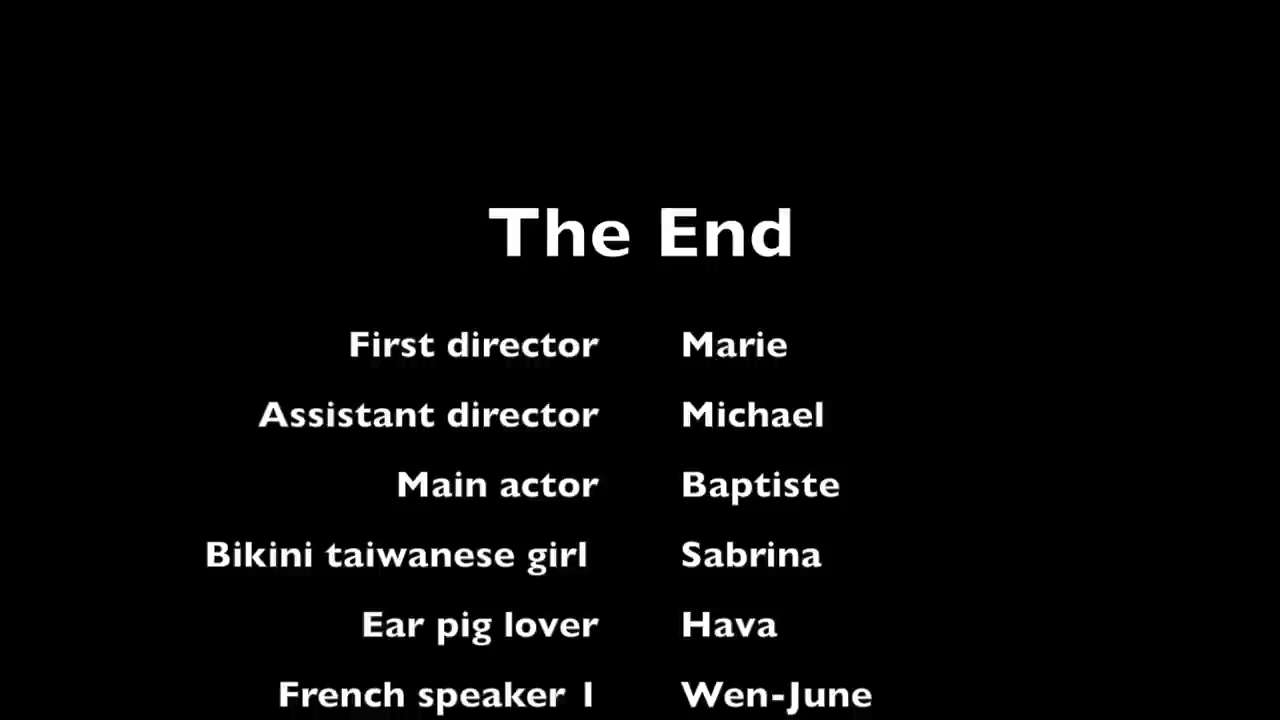 The End
First director Marie
Assistant director Michael
Main actor Baptiste
Bikini taiwanese girl Sabrina
Ear pig lover Hava
French speaker 1 Wen-June